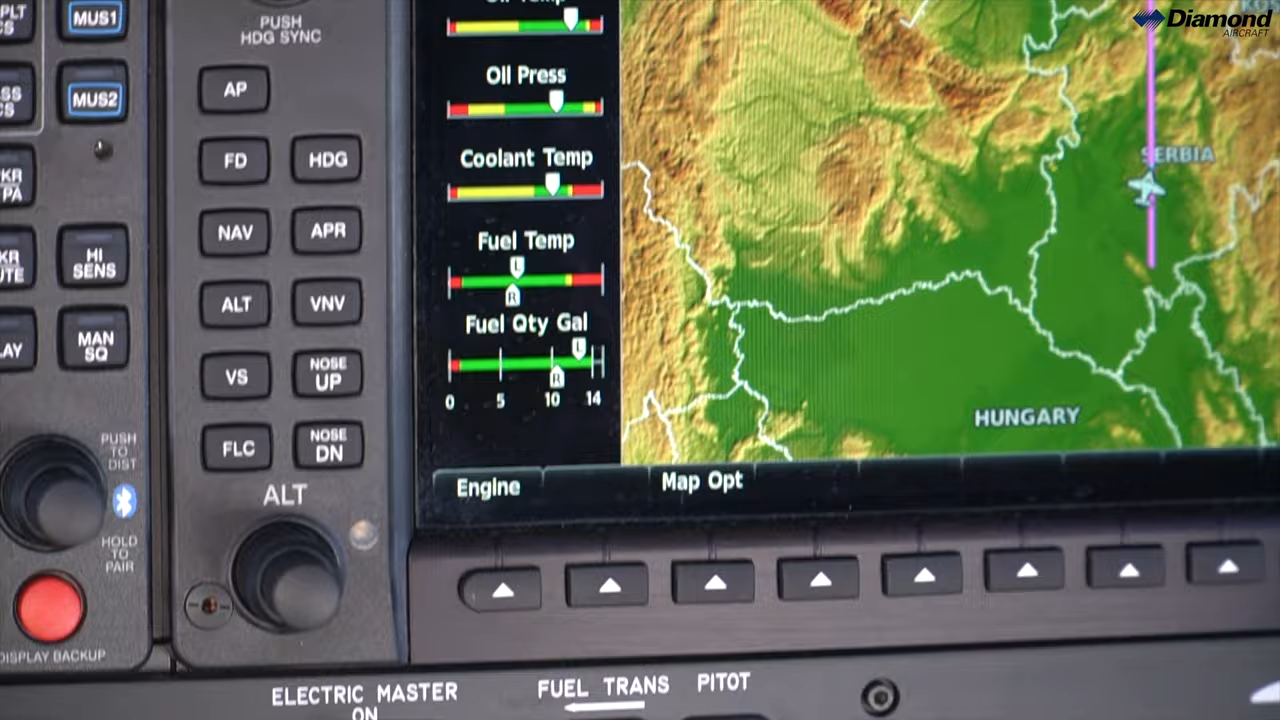 MUS1
MUS2
HI
SENS
MAN
SQ
PUSH
TO
DIST
HOLD
TO
PAIR
DISPLAY BACKUP
PUSH
HDG SYNC
AP
FD
HDG
NAV
APR
ALT
VNV
VS
NOSE
UP
FLC
NOSE
DN
ALT
Oil Press
Coolant Temp
Fuel Temp
L
R
Fuel Qty Gal
L
R
0 5 10 14
Engine
Map Opt
SERBIA
HUNGARY
Diamond
AIRCRAFT
ELECTRIC MASTER
ON
FUEL TRANS
PITOT